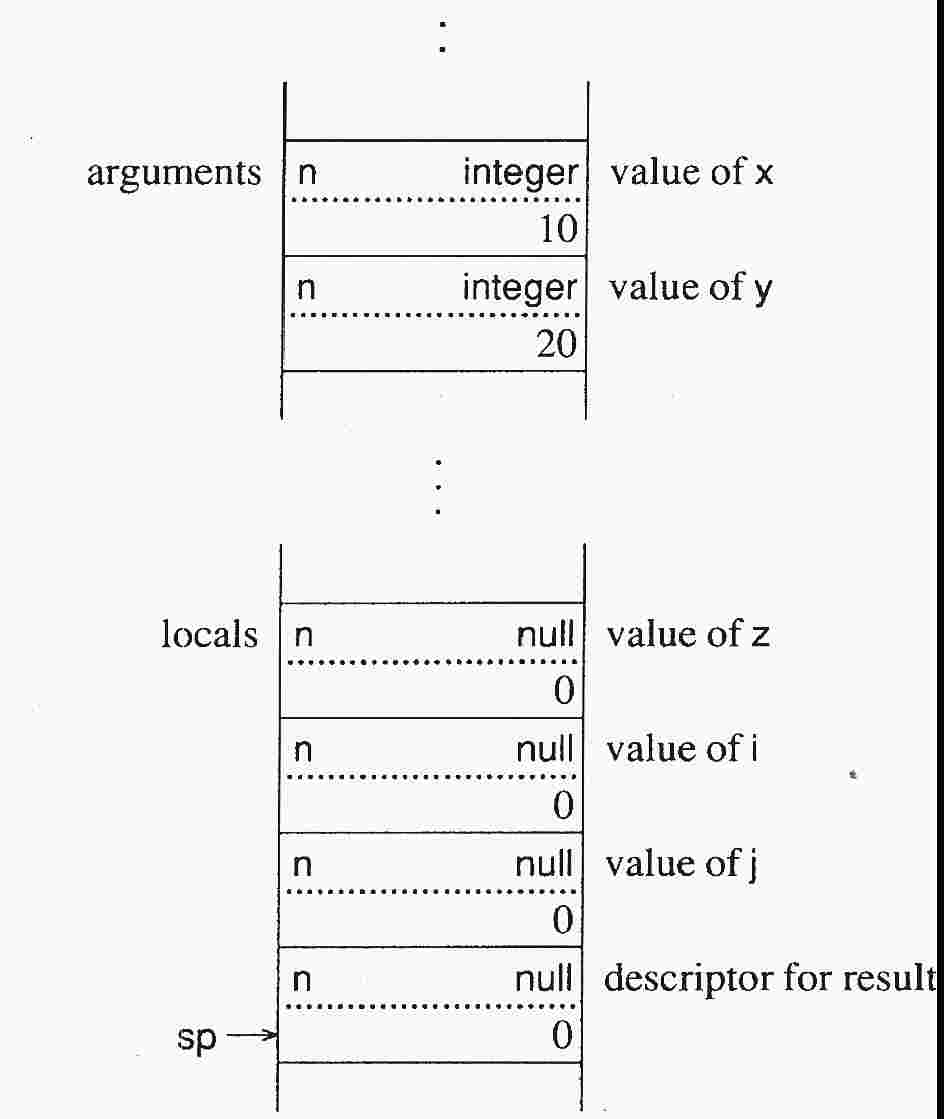 arguments n integer value of x
10
n integer value of y
20
locals n null value of z
0
n null value of i
0
n null value of j
0
n null descriptor for result
sp 0